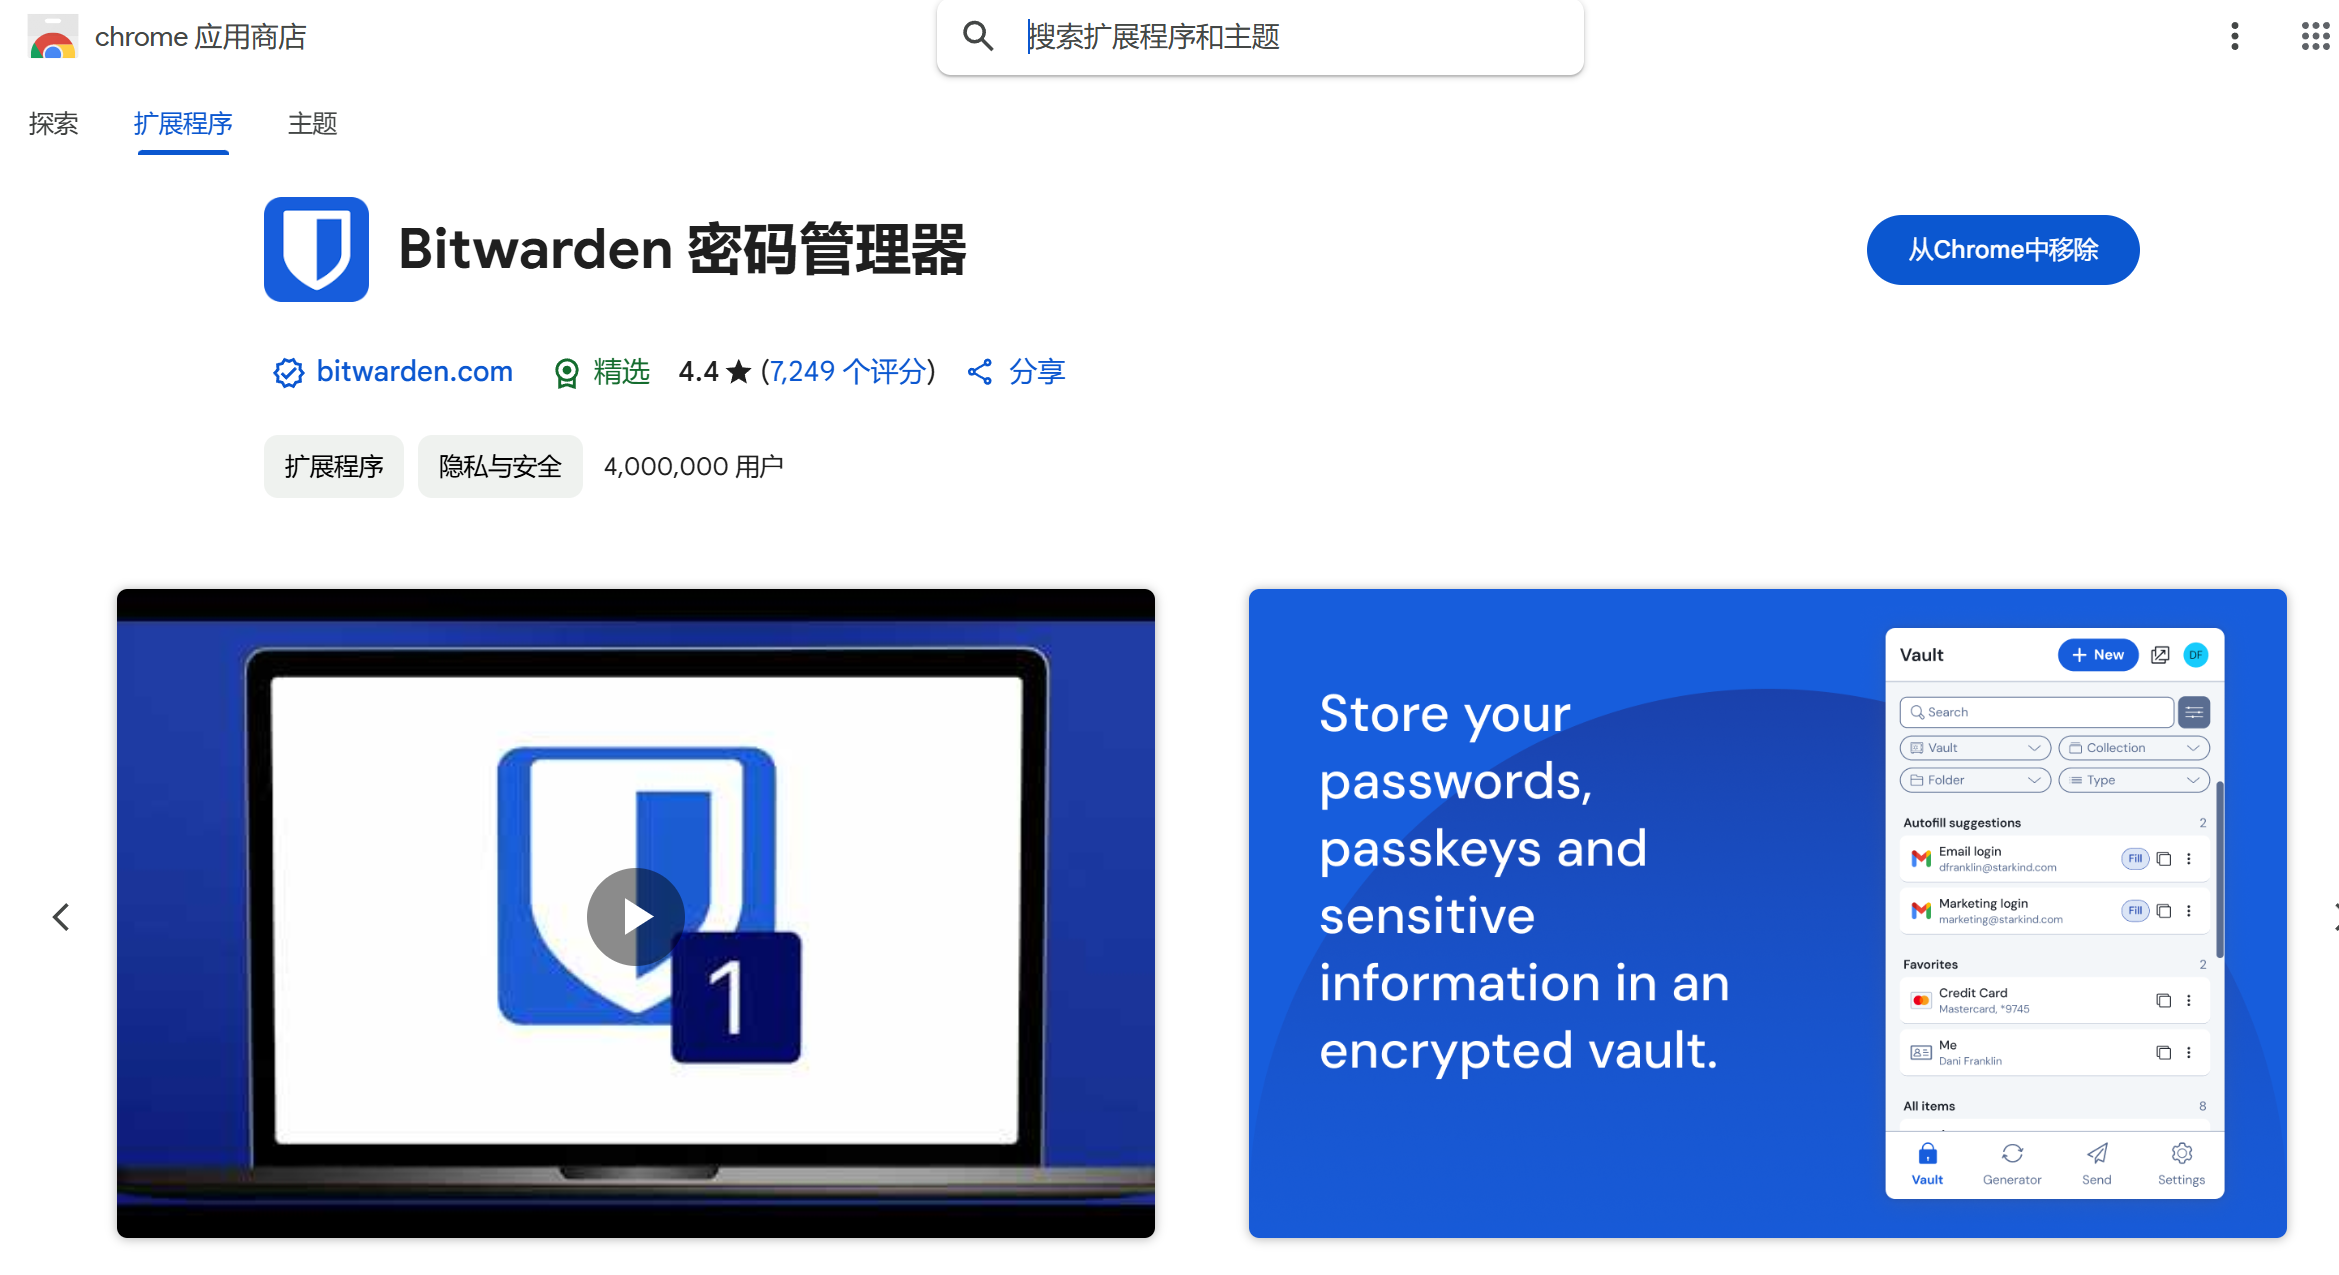 chrome 应用商店
搜索扩展程序和主题
探索 扩展程序 主题
Bitwarden 密码管理器
从Chrome中移除
bitwarden.com 精选 4.4 ★ (7,249 个评分) 分享
扩展程序 隐私与安全 4,000,000 用户
1
Store your
passwords,
passkeys and
sensitive
information in an
encrypted vault.
Vault + New DF
Search
Vault Collection
Folder Type
Autofill suggestions 2
Email login
dfranklin@starkind.com
Fill
Marketing login
marketing@starkind.com
Fill
Favorites 2
Credit Card
Mastercard, *9745
Me
Dani Franklin
All items 8
Vault Generator Send Settings